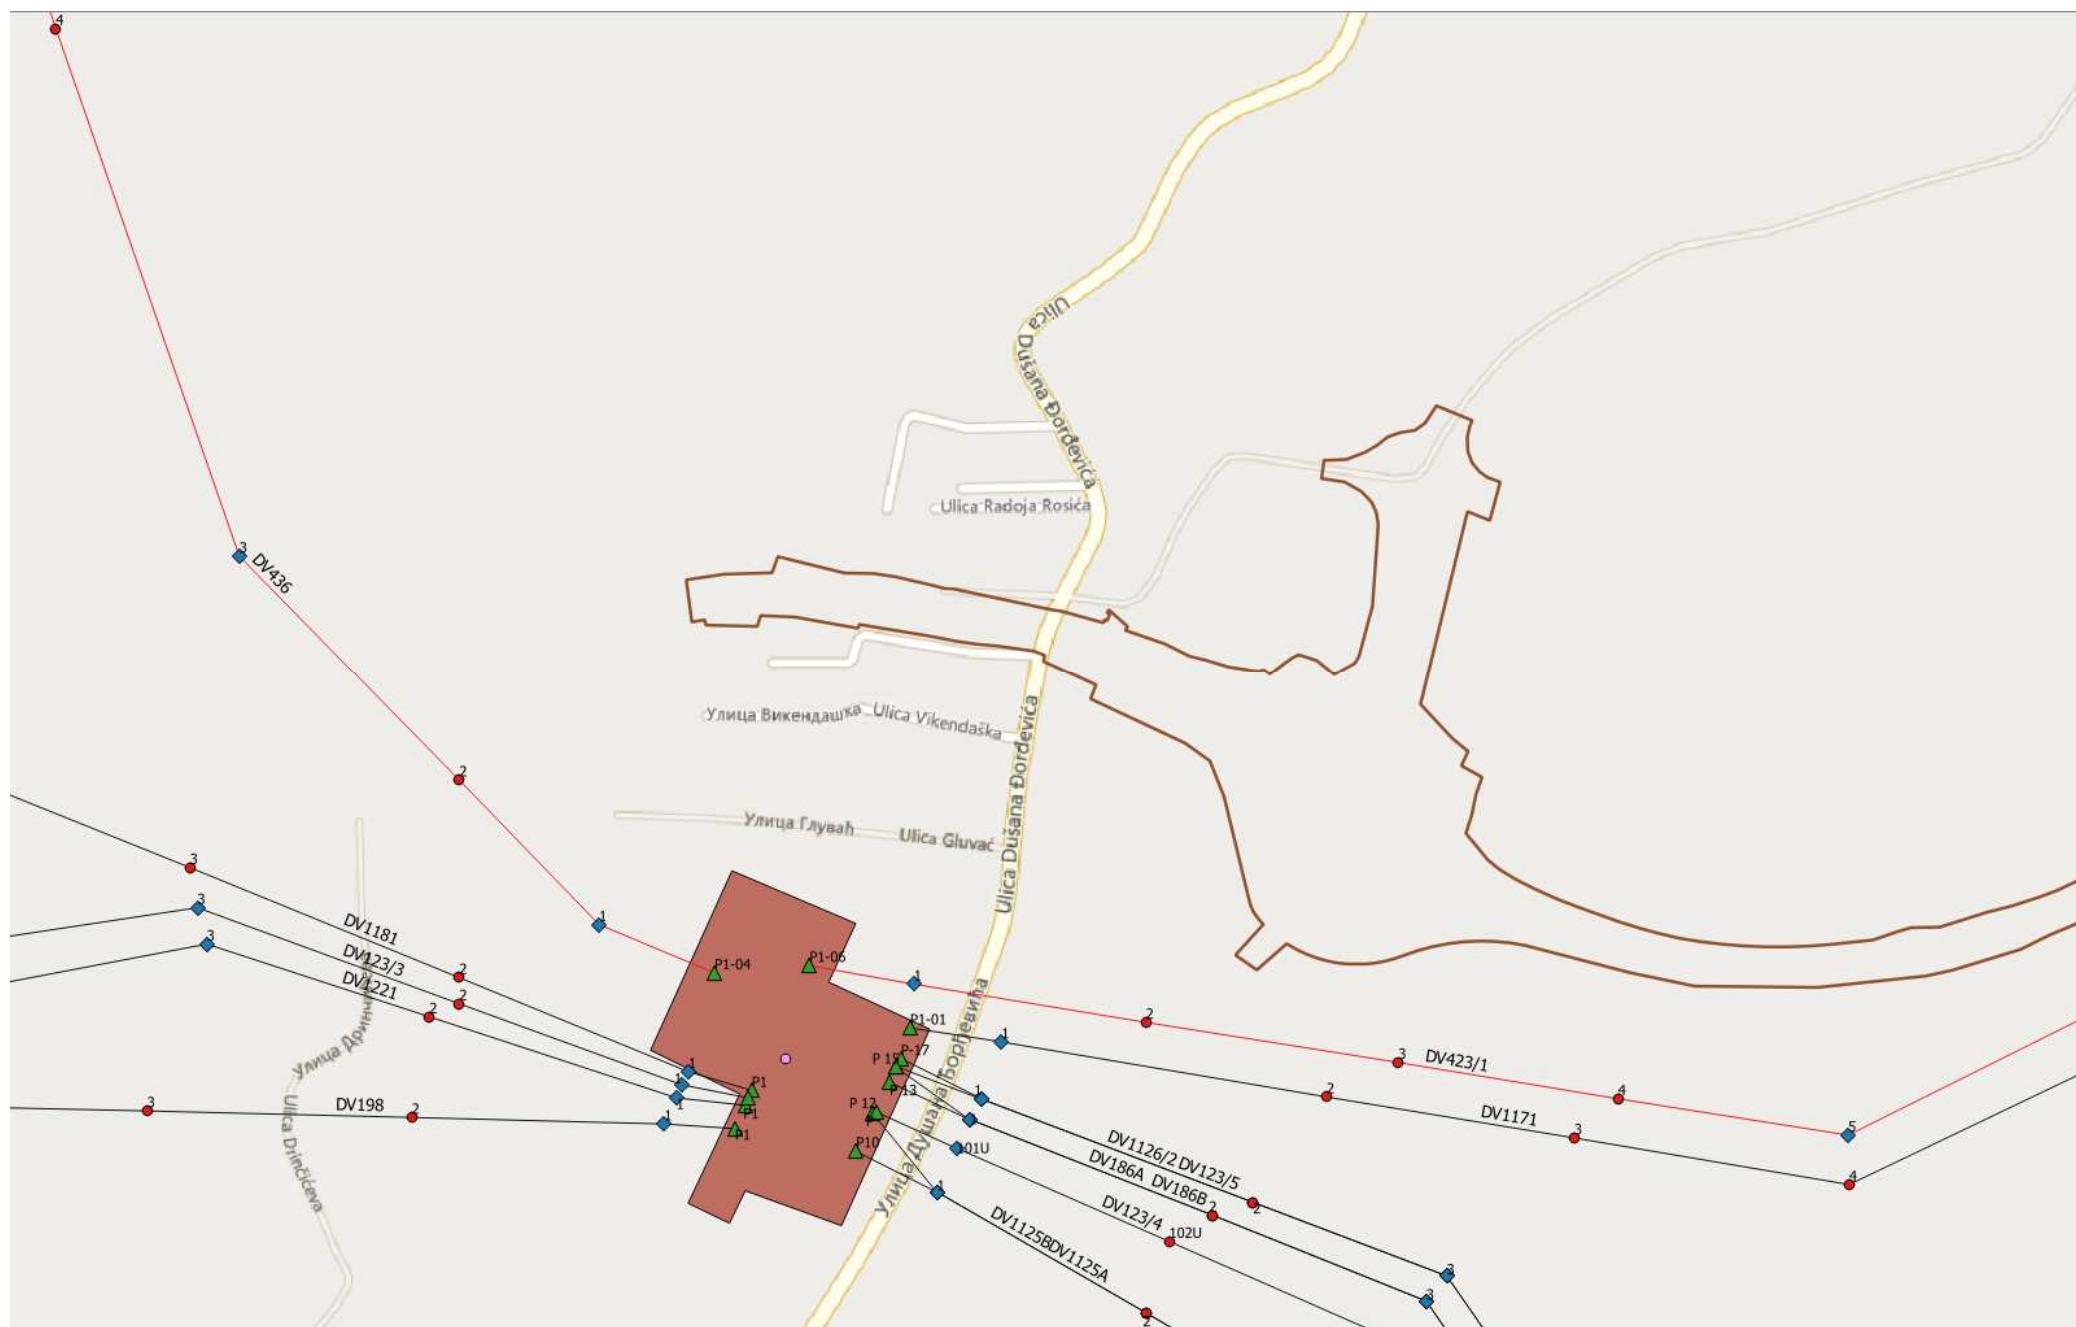 4
Ulica
Dušana Đorđevića
Ulica Radoja Rosića
3
DV436
Улица Викендашка
Ulica Vikendaška
Ulica Dušana Đorđevića
2
Улица Глуваћ
Ulica Gluvać
3
3
DV1181
1
3
DV123/3
2
P1-04
P1-06
1
DV1221
2
2
P1-01
2
1
P-17
3
DV423/1
Улица Душана Ђорђевића
1
1
1
P1
P 13
1
2
4
3
DV198
2
1
P1
P1
P 12
P10
101U
DV1171
3
5
4
Ulica Drinčićeva
DV1126/2
DV123/5
DV186A
DV186B
2
2
1
DV123/4
102U
DV1125B
DV1125A
3
3
2